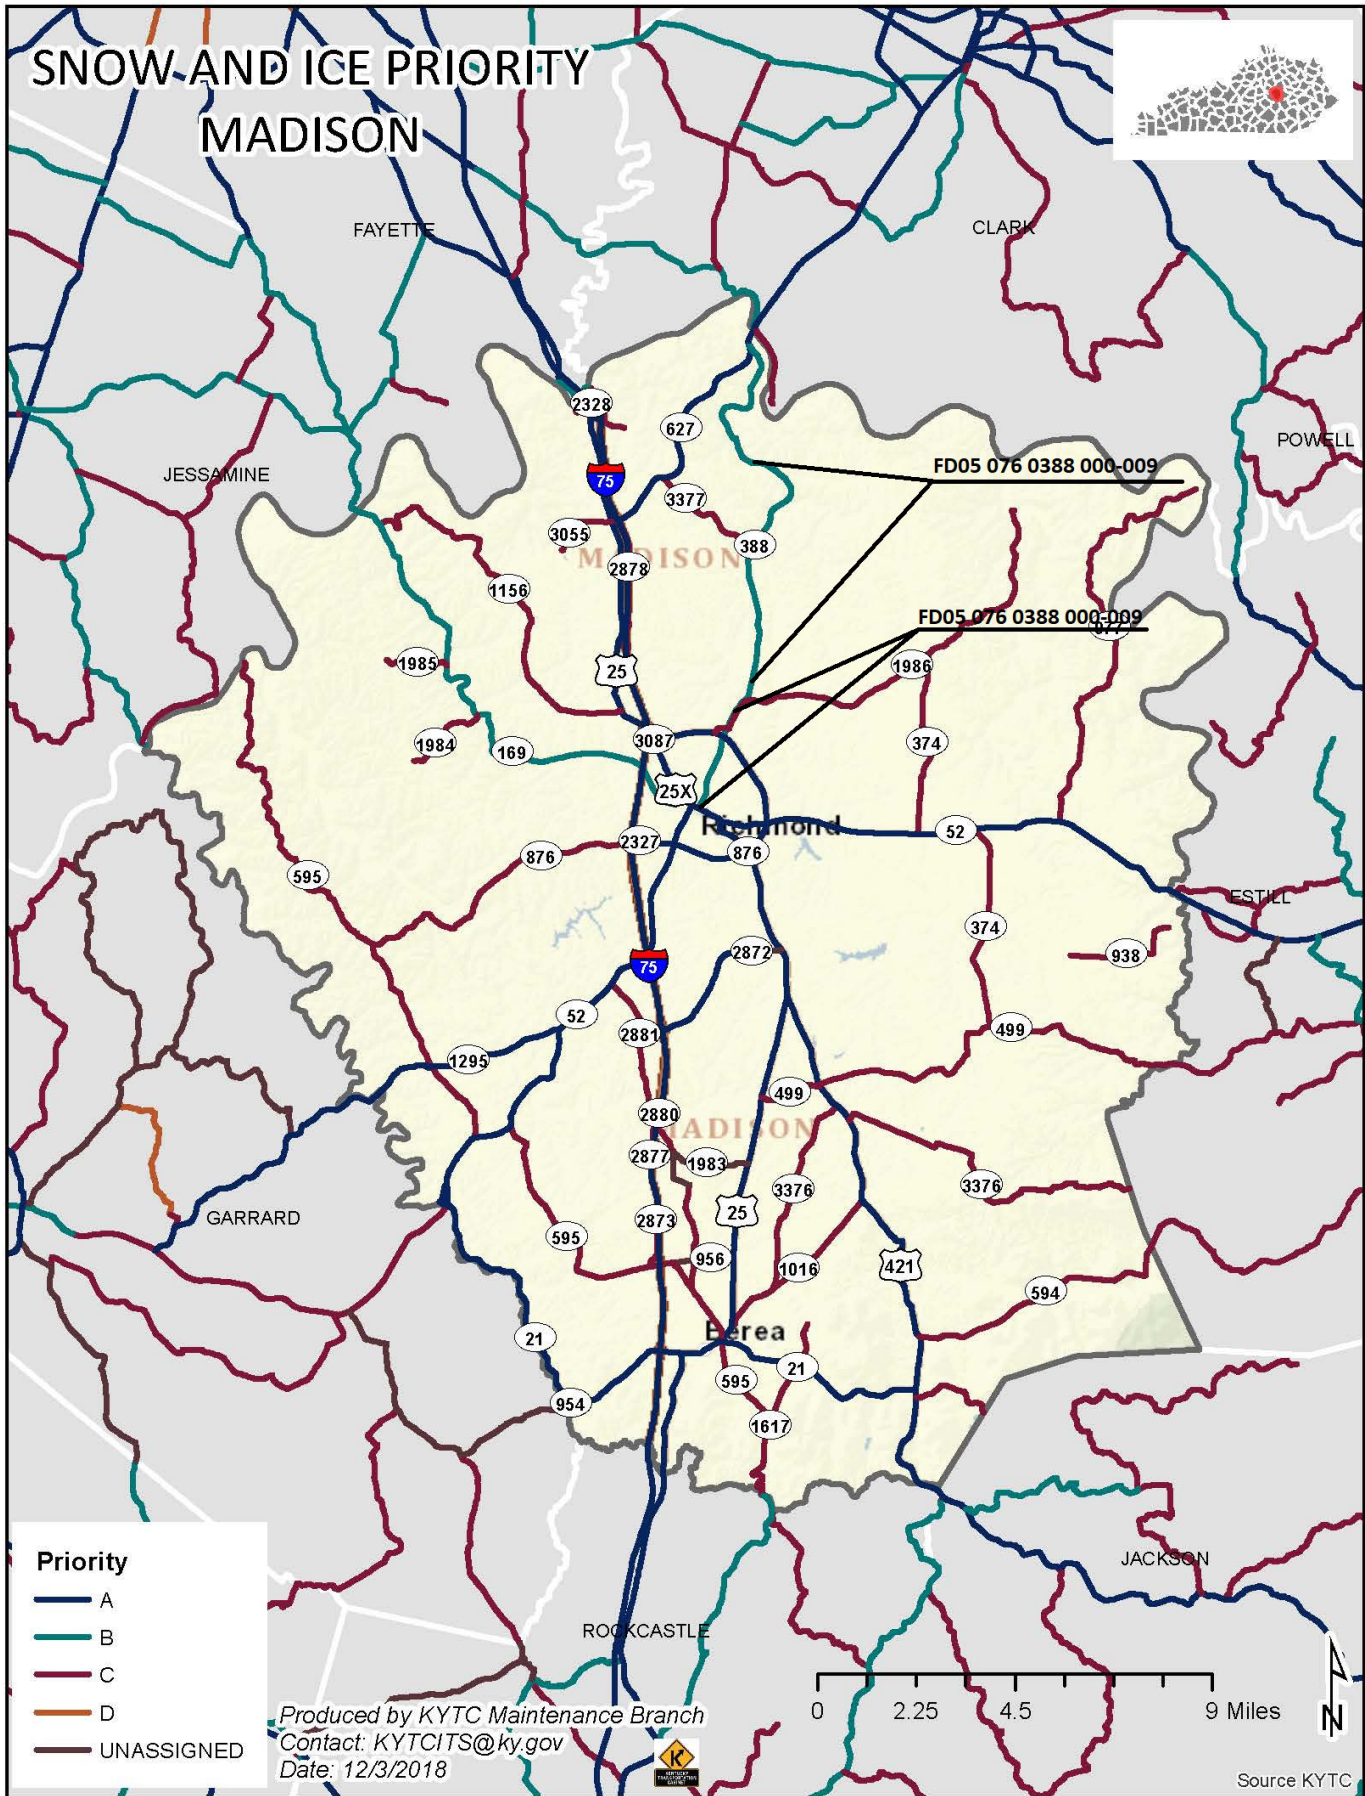 SNOW AND ICE PRIORITY
MADISON
FAYETTE
CLARK
2328
627
POWELL
JESSAMINE
FD05 076 0388 000-009
75
3377
3055
388
MADISON
2878
1156
FD05 076 0388 000-009
977
1985
25
1986
1984
169
3087
374
25X
Richmond
52
2327
876
876
595
ESTILL
374
2872
938
75
52
2881
499
1295
499
2880
MADISON
2877
1983
3376
3376
GARRARD
2873
25
595
956
1016
421
594
21
Berea
595
21
954
1617
JACKSON
ROCKCASTLE
Priority
A
B
C
D
UNASSIGNED
Produced by KYTC Maintenance Branch
Contact: KYTCITS@ky.gov
Date: 12/3/2018
K
KENTUCKY
TRANSPORTATION
CABINET
0 2.25 4.5 9 Miles
N
Source KYTC